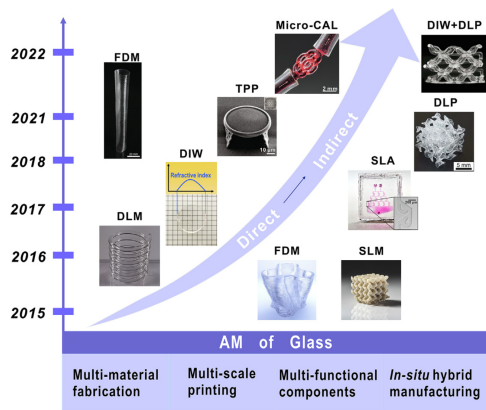 2022
2021
2018
2017
2016
2015
FDM
Micro-CAL
2 mm
DIW+DLP
TPP
10 μm
DLP
5 mm
DIW
Refractive index
SLA
DLM
Direct → Indirect
FDM
SLM
AM of Glass
Multi-material
fabrication
Multi-scale
printing
Multi-functional
components
In-situ hybrid
manufacturing